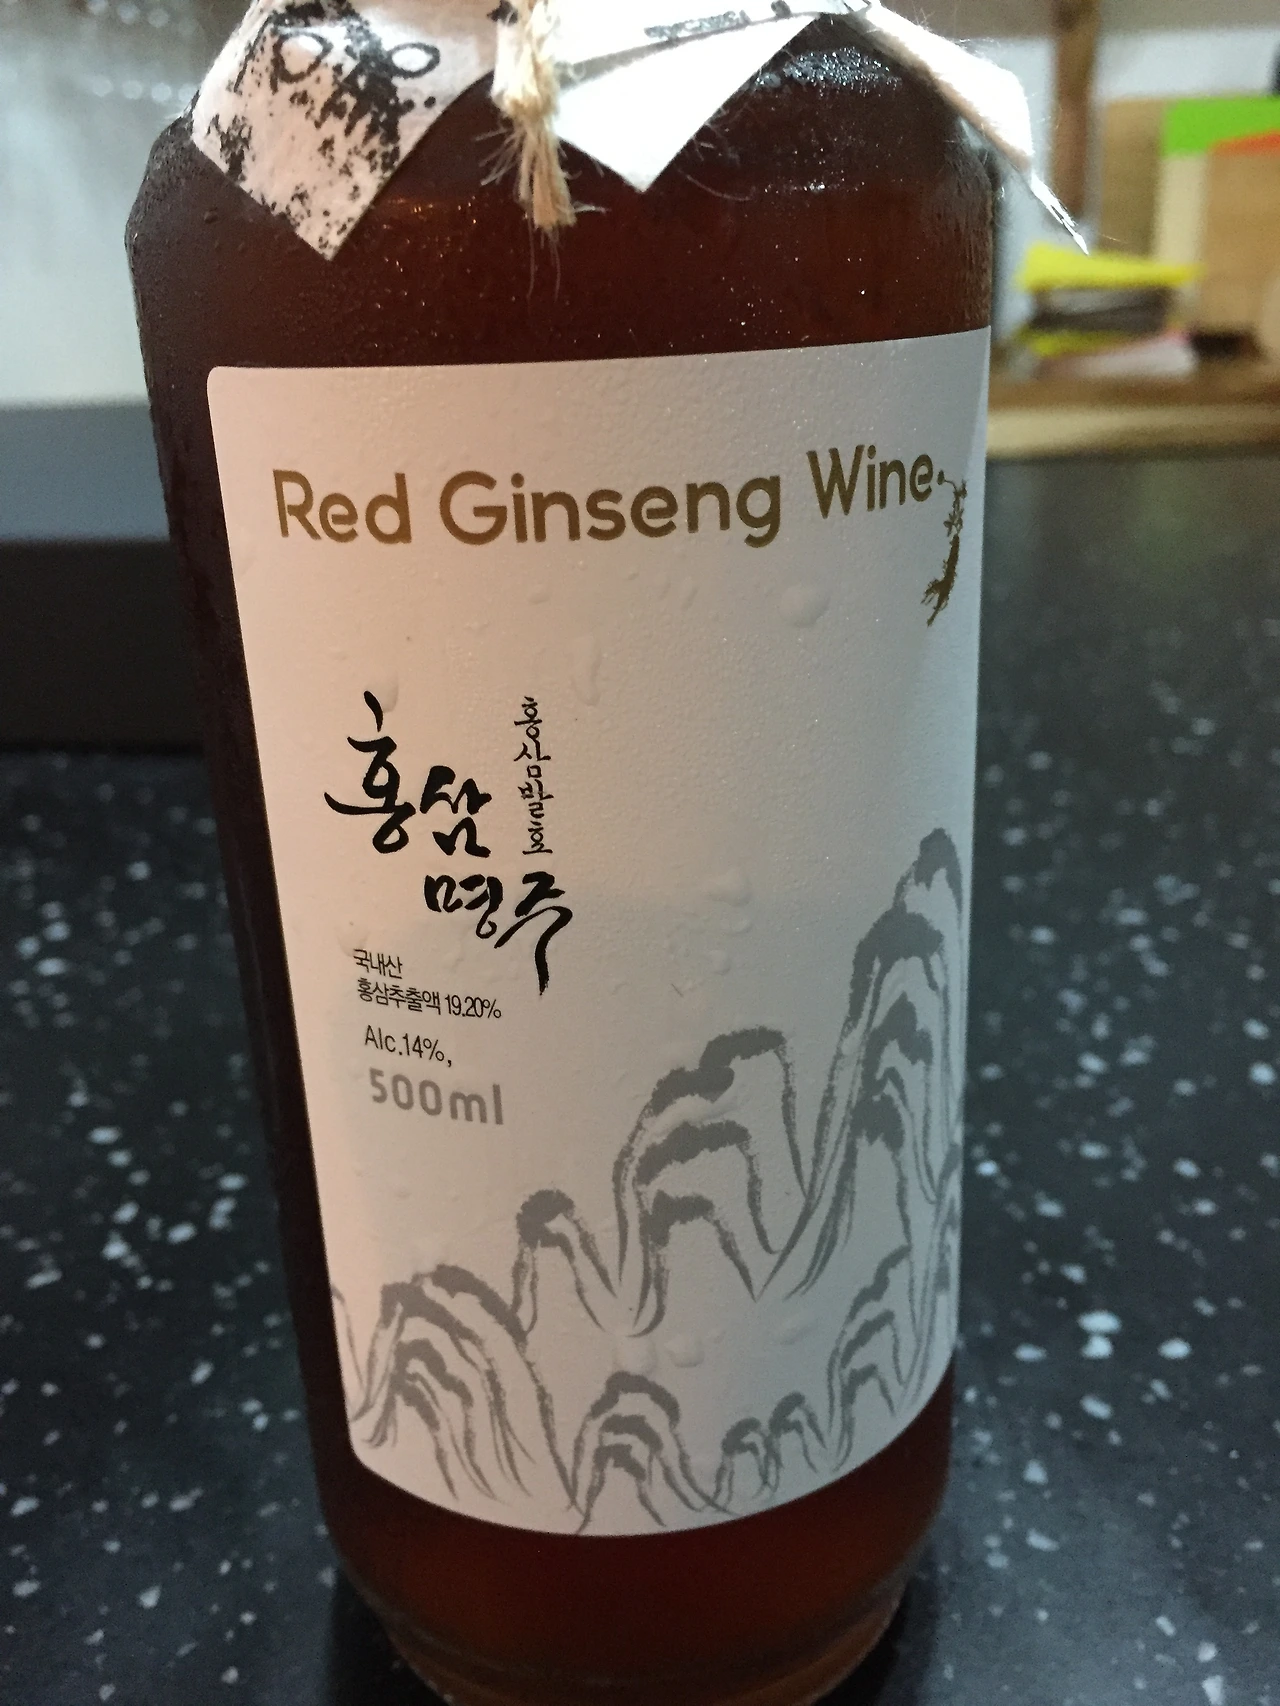 Red Ginseng Wine
홍삼
명주
홍삼발효
국내산
홍삼추출액 19.20%
Alc.14%,
500ml